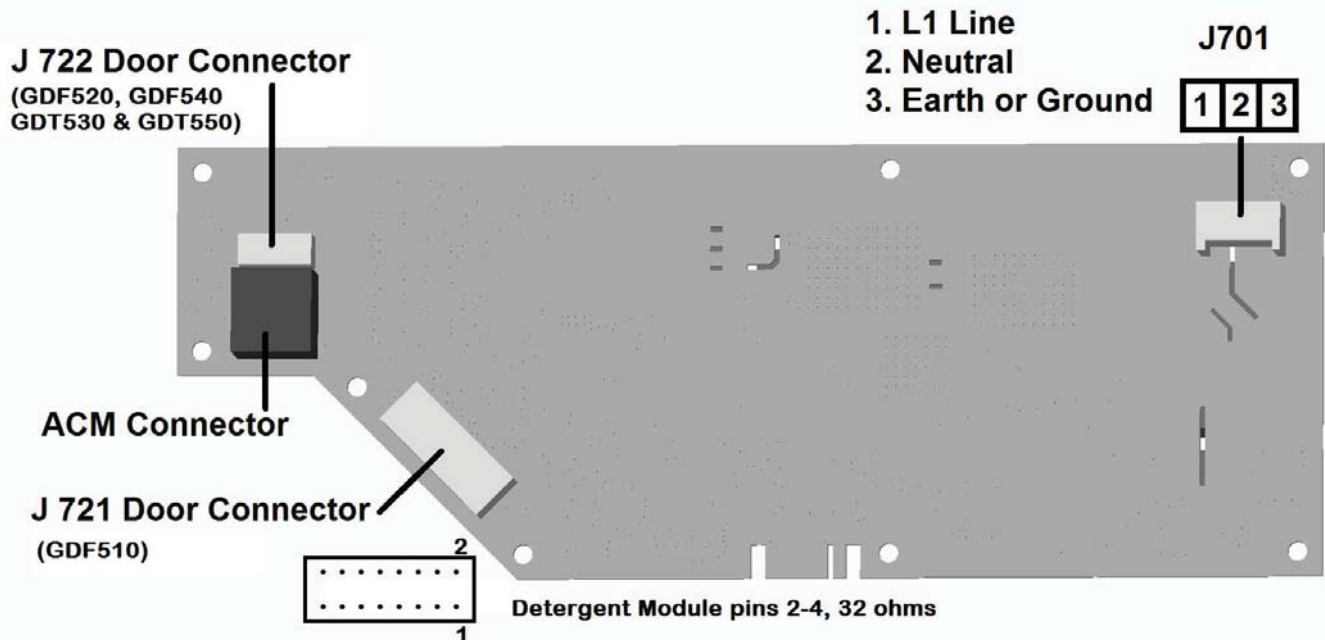 J 722 Door Connector
(GDF520, GDF540
GDT530 & GDT550)
1. L1 Line
2. Neutral
3. Earth or Ground
J701
1 2 3
ACM Connector
J 721 Door Connector
(GDF510)
2
1
Detergent Module pins 2-4, 32 ohms